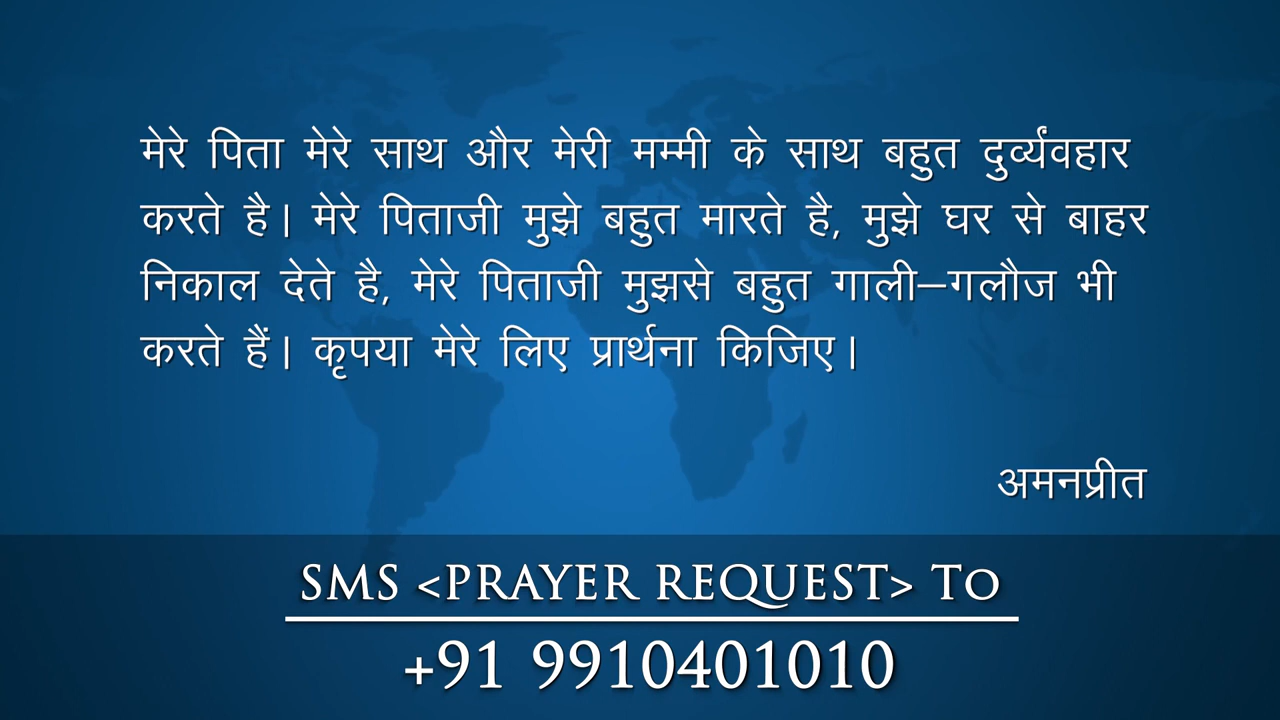 मेरे पिता मेरे साथ और मेरी मम्मी के साथ बहुत दुर्व्यंवहार
करते है। मेरे पिताजी मुझे बहुत मारते है, मुझे घर से बाहर
निकाल देते है, मेरे पिताजी मुझसे बहुत गाली–गलौज भी
करते हैं। कृपया मेरे लिए प्रार्थना किजिए।
अमनप्रीत
SMS <PRAYER REQUEST> TO
+91 9910401010